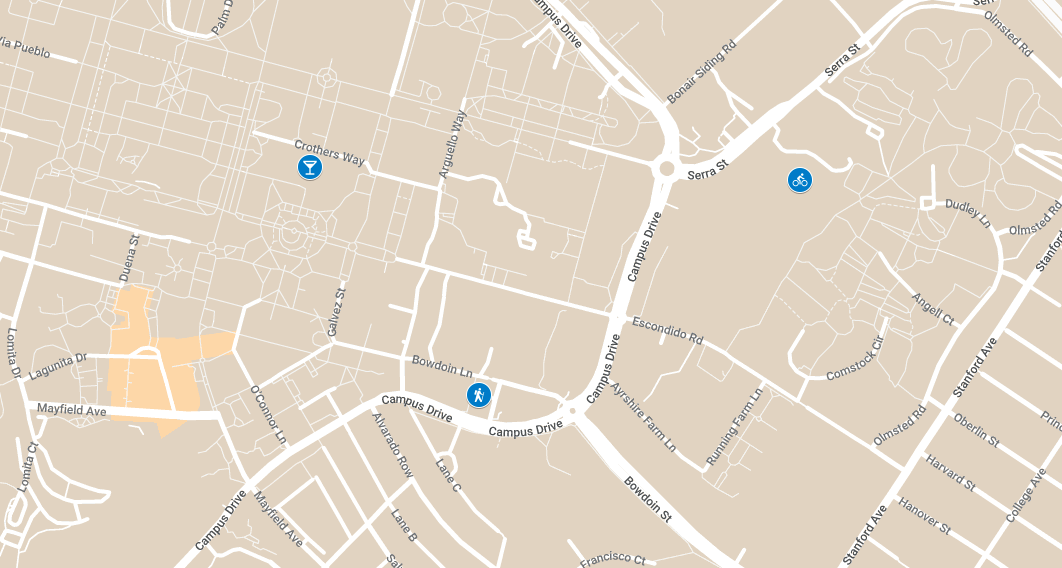 Palm D
Campus Drive
Serr
Olmsted Rd
Via Pueblo
Bonair Siding Rd
Serra St
Crothers Way
Arguello Way
Serra St
Dudley Ln
Olmsted Rd
Stanford
Duena St
Campus Drive
Galvez St
Angell Ct
Escondido Rd
Lomita Dr
Lagunita Dr
Bowdoin Ln
Campus Drive
Comstock Cir
Stanford Ave
Mayfield Ave
O'Connor Ln
Campus Drive
Campus Drive
Ayrshire Farm Ln
Running Farm Ln
Olmsted Rd
Oberlin St
Princ
Alvarado Row
Lomita Ct
Lane C
Harvard St
College Ave
Campus Drive
Mayfield Ave
Lane B
Bowdoin St
Hanover St
Stanford Ave
Sal
Francisco Ct